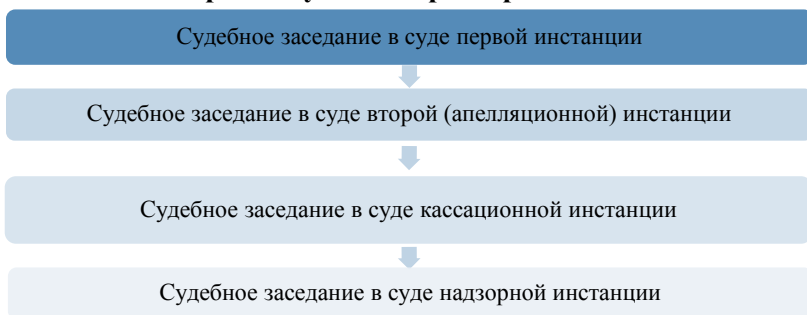 Судебное заседание в суде первой инстанции
Судебное заседание в суде второй (апелляционной) инстанции
Судебное заседание в суде кассационной инстанции
Судебное заседание в суде надзорной инстанции